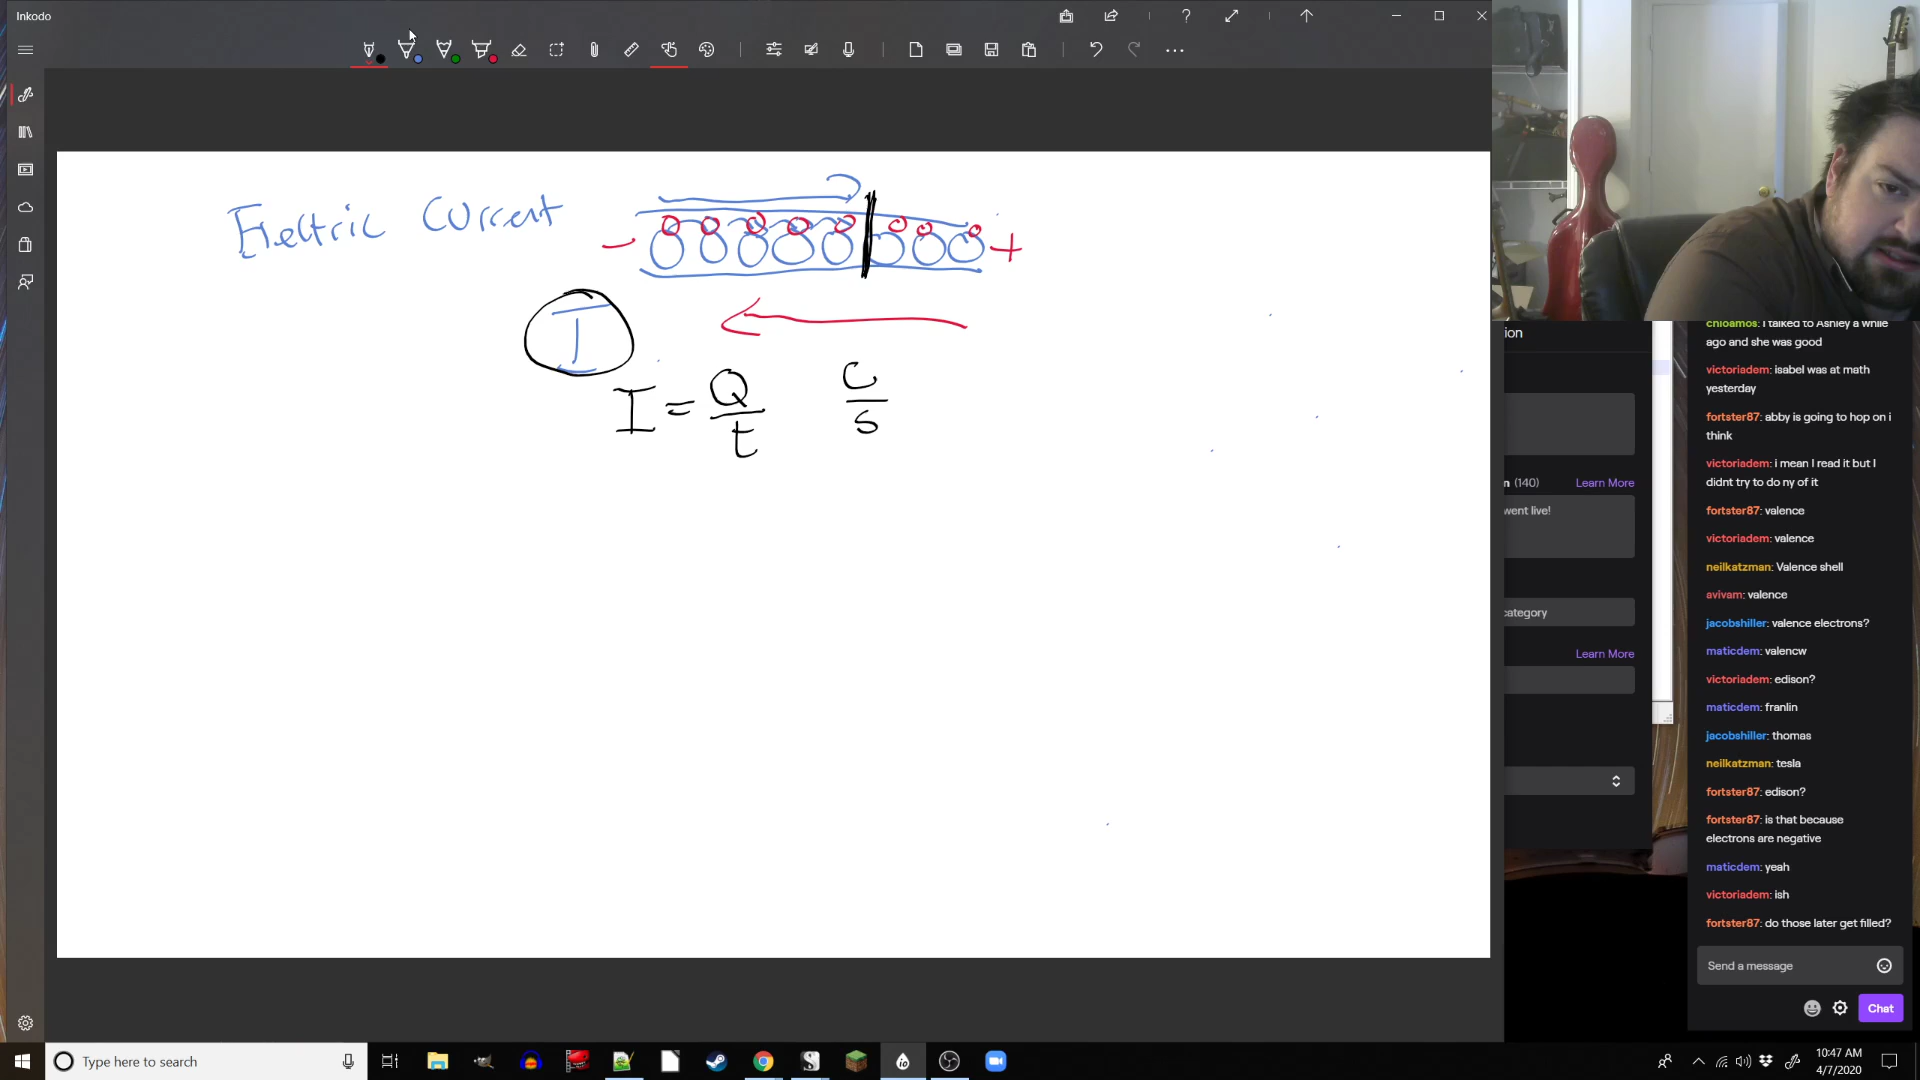 Inkodo
Electric Current
- +
I
I = Q/t C/s
tion
n (140) Learn More
went live!
category
Learn More
chloamos: I talked to Ashley a while
ago and she was good
victoriadem: isabel was at math
yesterday
fortster87: abby is going to hop on i
think
victoriadem: i mean I read it but I
didnt try to do ny of it
fortster87: valence
victoriadem: valence
neilkatzman: Valence shell
avivam: valence
jacobshiller: valence electrons?
maticdem: valencw
victoriadem: edison?
maticdem: franlin
jacobshiller: thomas
neilkatzman: tesla
fortster87: edison?
fortster87: is that because
electrons are negative
maticdem: yeah
victoriadem: ish
fortster87: do those later get filled?
Send a message
Chat
Type here to search
10:47 AM
4/7/2020